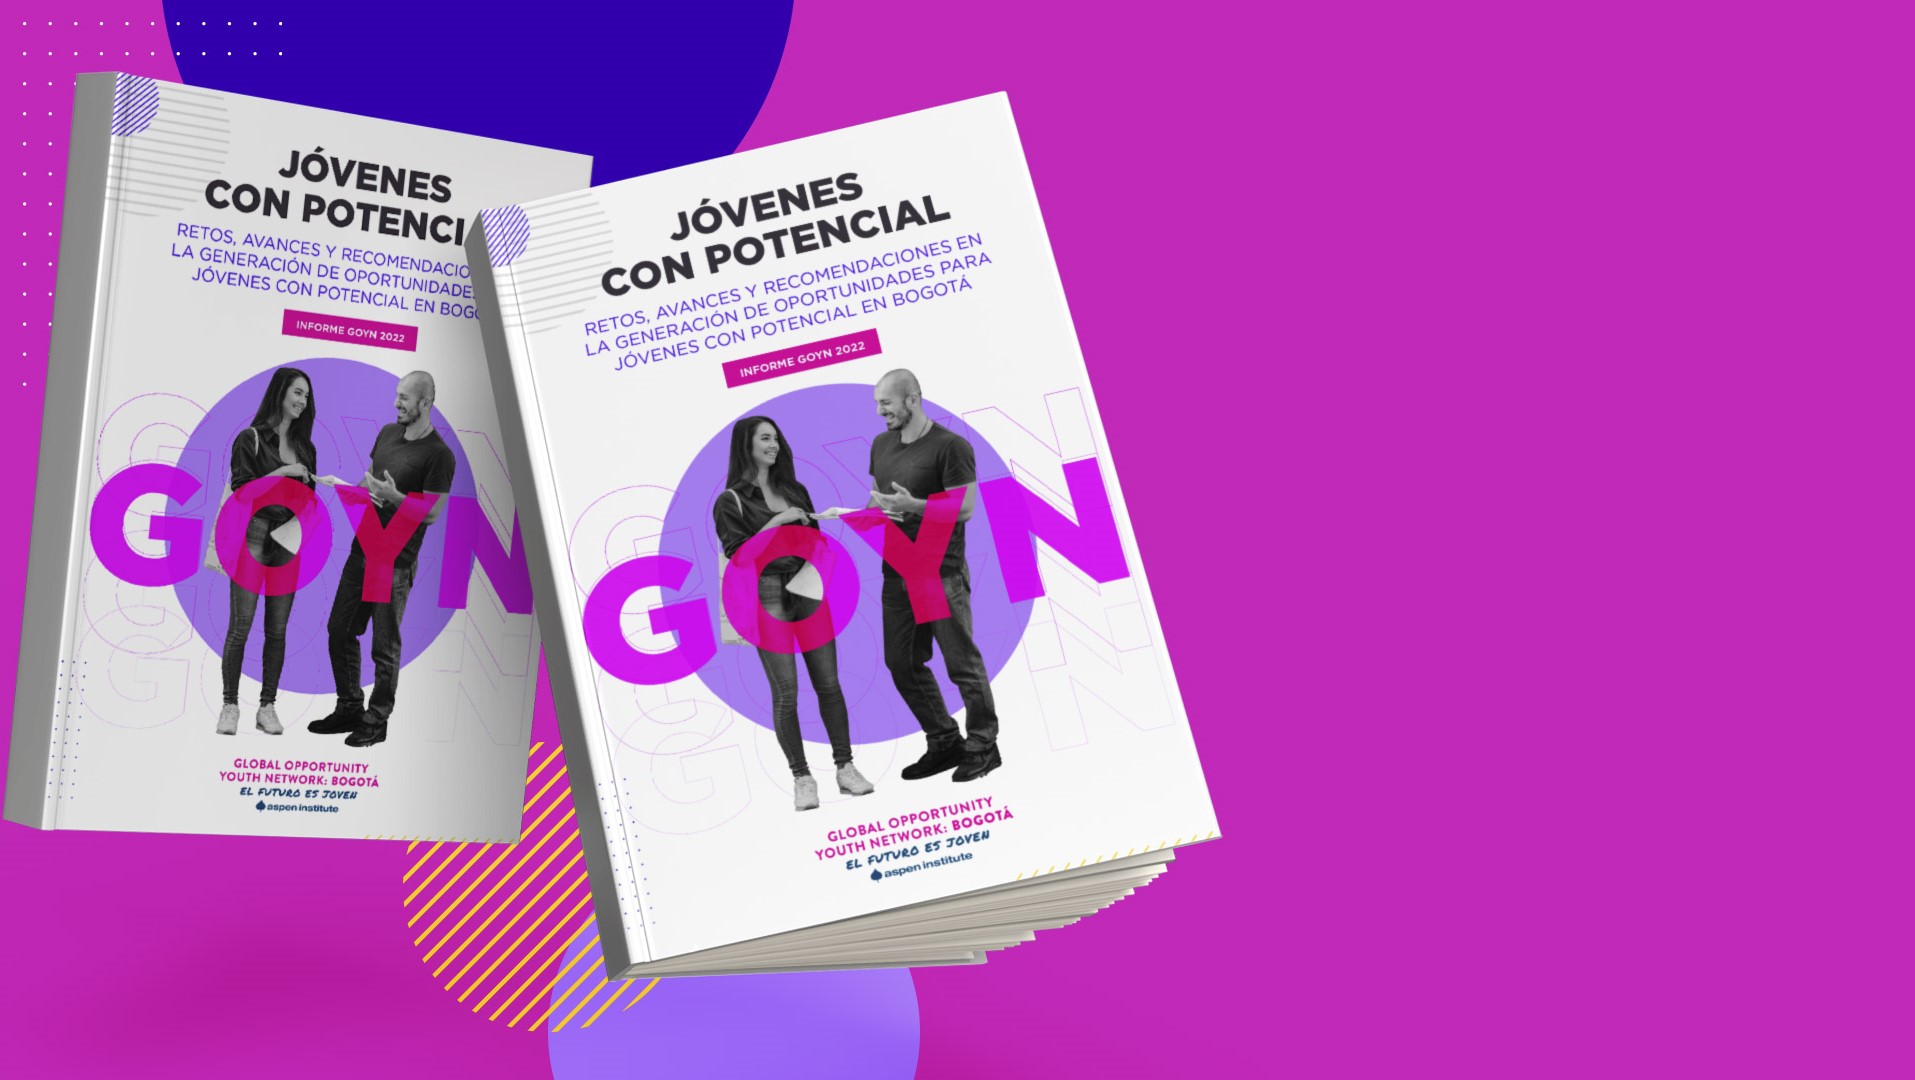 JÓVENES
CON POTENCI
RETOS, AVANCES Y RECOMENDACIO
LA GENERACIÓN DE OPORTUNIDADES
JÓVENES CON POTENCIAL EN BOG
INFORME GOYN 2022
GOYN
GLOBAL OPPORTUNITY
YOUTH NETWORK: BOGOTÁ
EL FUTURO ES JOVEN
aspen institute
JÓVENES
CON POTENCIAL
RETOS, AVANCES Y RECOMENDACIONES EN
LA GENERACIÓN DE OPORTUNIDADES PARA
JÓVENES CON POTENCIAL EN BOGOTÁ
INFORME GOYN 2022
GOYN
GLOBAL OPPORTUNITY
YOUTH NETWORK: BOGOTÁ
EL FUTURO ES JOVEN
aspen institute